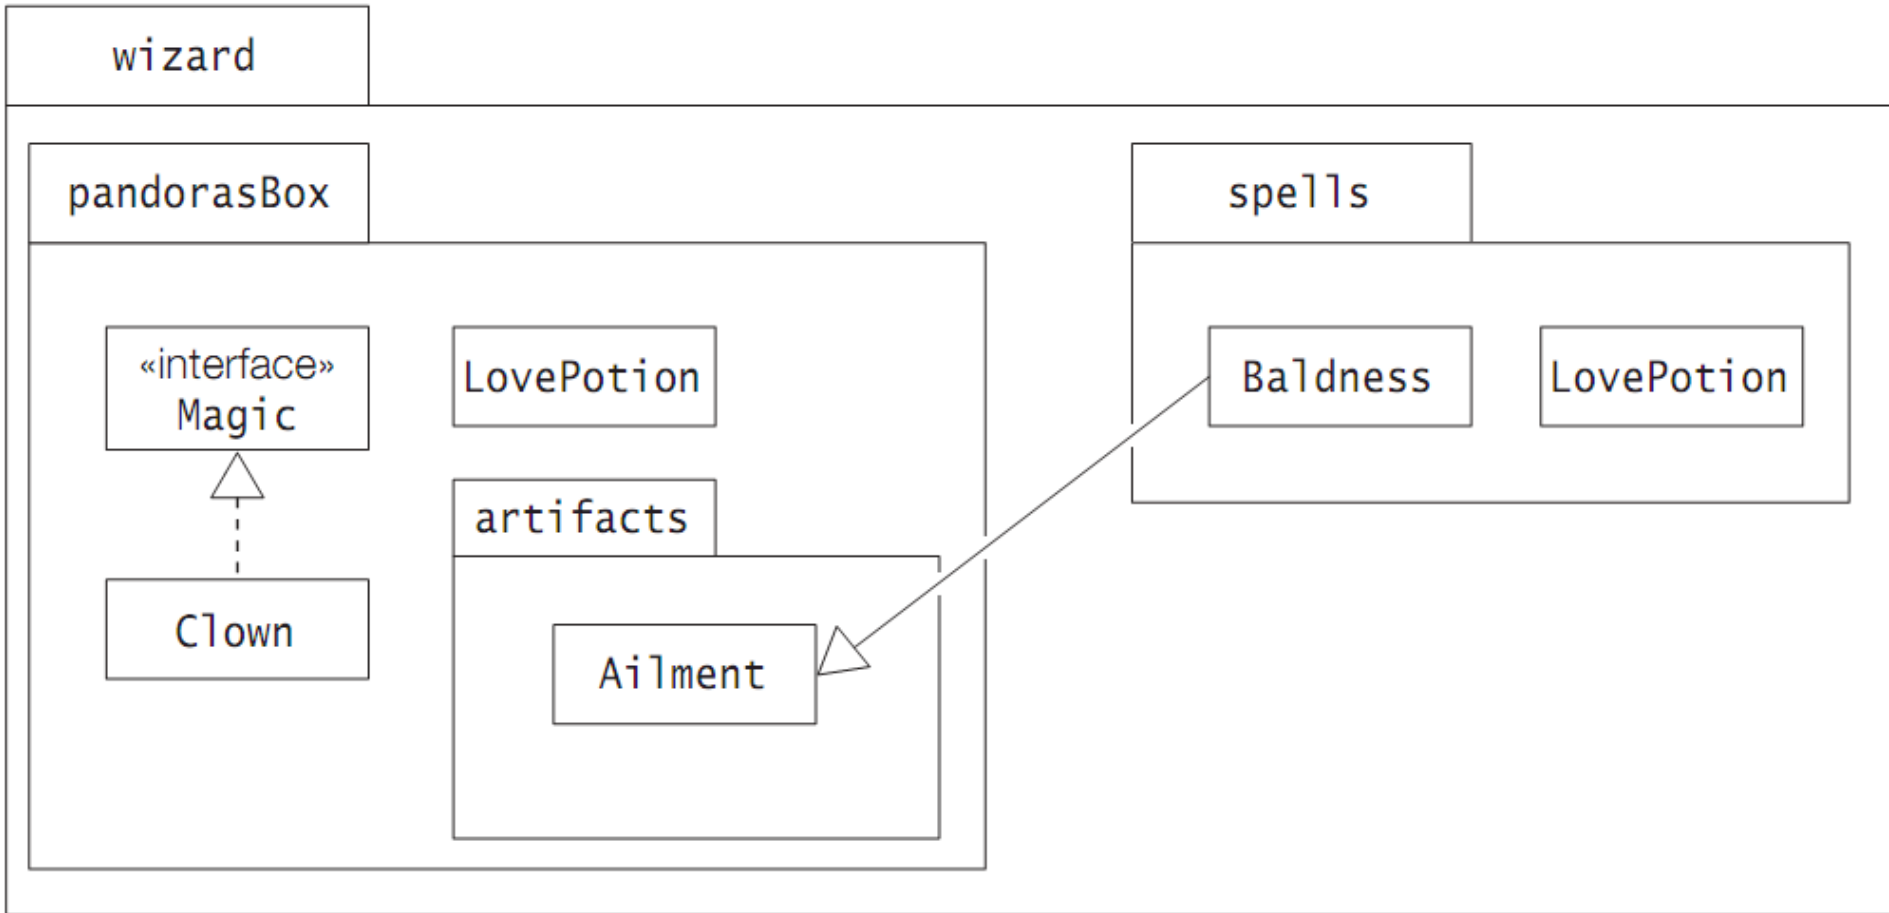 wizard
pandorasBox
spells
«interface»
Magic
LovePotion
Baldness
LovePotion
artifacts
Clown
Ailment